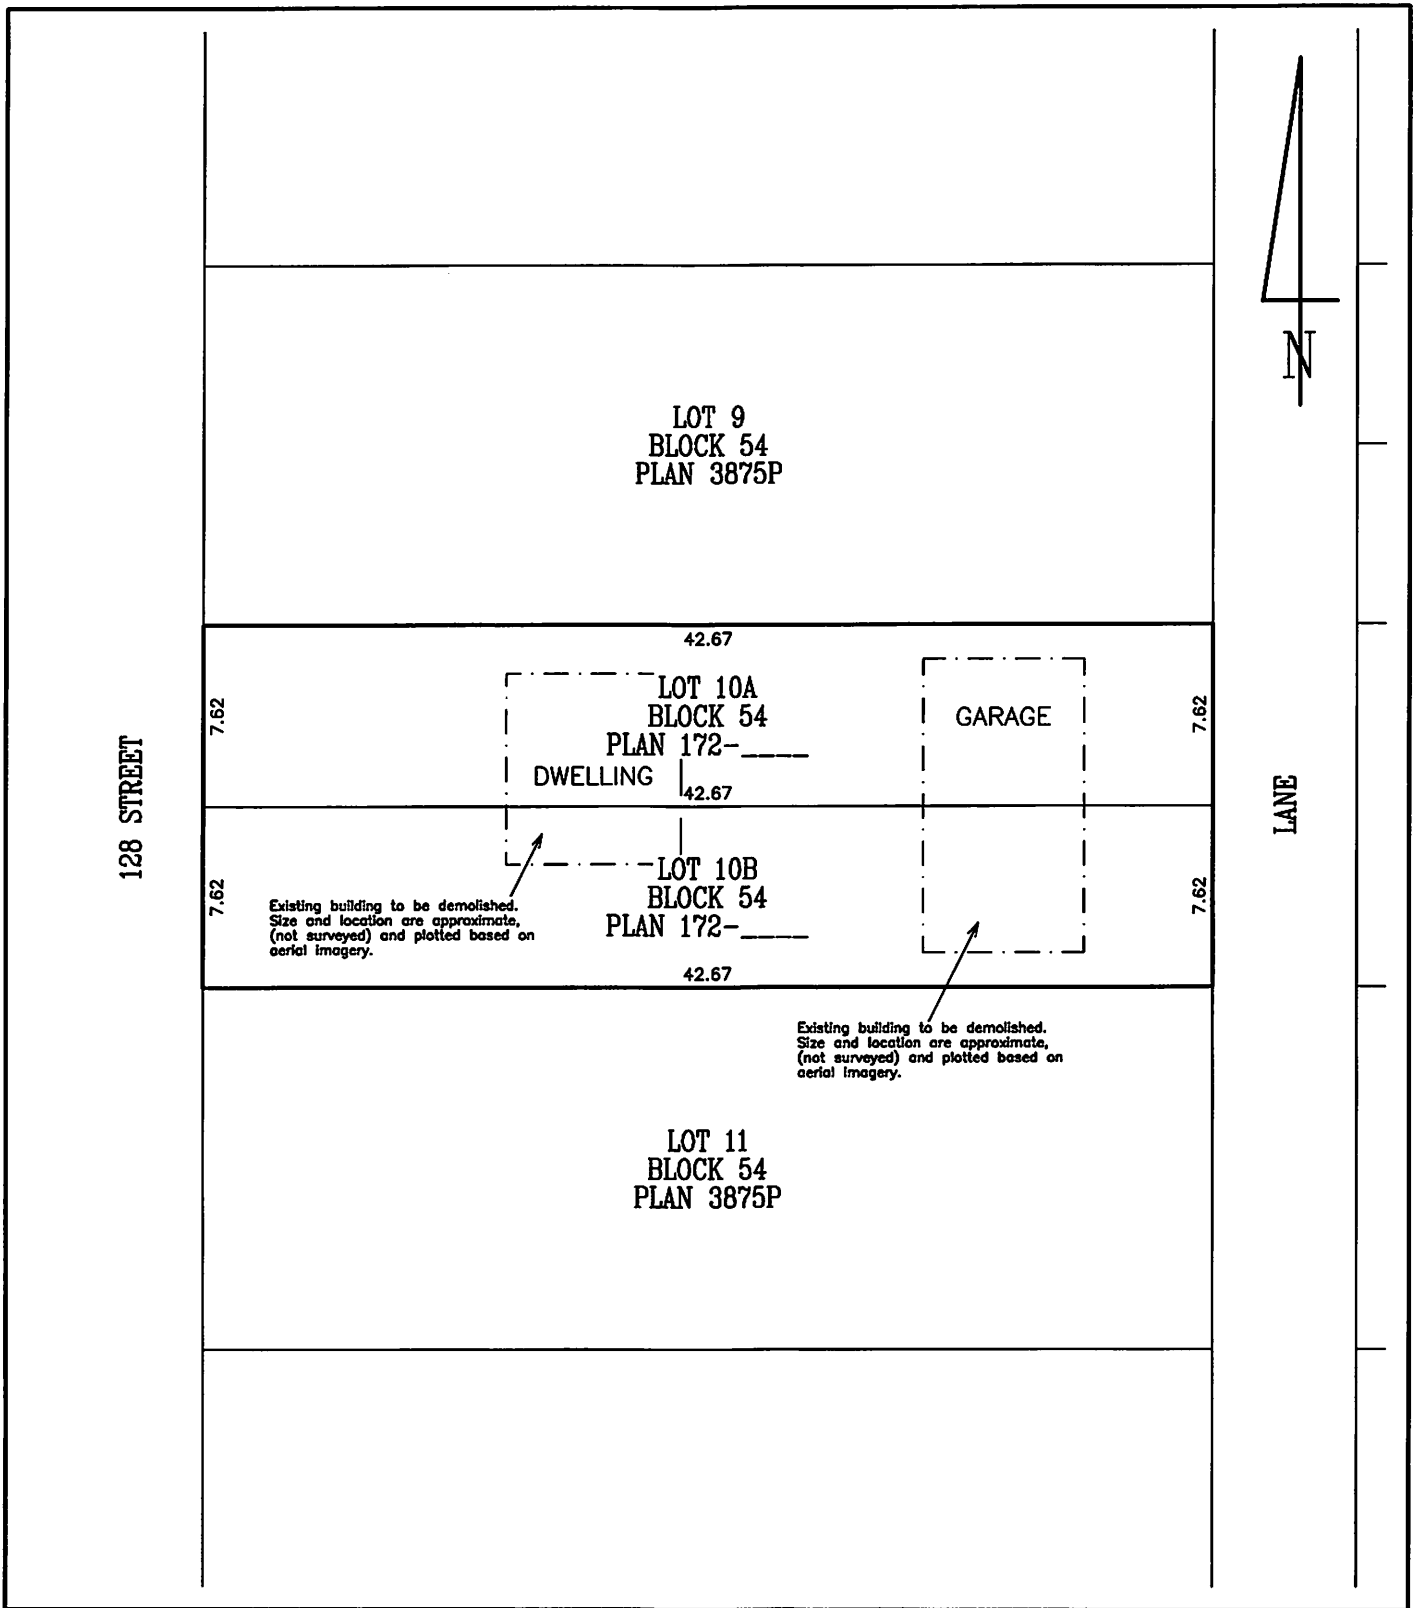 N
LOT 9
BLOCK 54
PLAN 3875P
42.67
7.62
LOT 10A
BLOCK 54
PLAN 172-____
GARAGE
7.62
DWELLING
42.67
128 STREET
LANE
7.62
LOT 10B
BLOCK 54
PLAN 172-____
7.62
Existing building to be demolished.
Size and location are approximate,
(not surveyed) and plotted based on
aerial imagery.
42.67
Existing building to be demolished.
Size and location are approximate,
(not surveyed) and plotted based on
aerial imagery.
LOT 11
BLOCK 54
PLAN 3875P